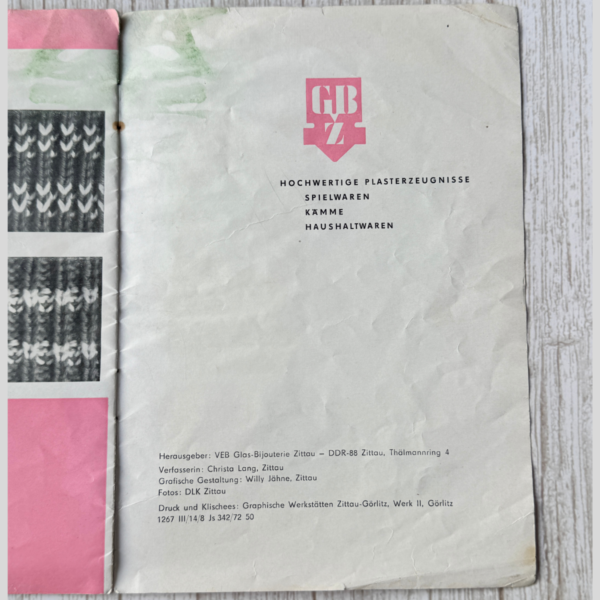 GB
Z
HOCHWERTIGE PLASTERZEUGNISSE
SPIELWAREN
KÄMME
HAUSHALTWAREN
Herausgeber: VEB Glas-Bijouterie Zittau – DDR-88 Zittau, Thälmannring 4
Verfasserin: Christa Lang, Zittau
Grafische Gestaltung: Willy Jähne, Zittau
Fotos: DLK Zittau
Druck und Klischees: Graphische Werkstätten Zittau-Görlitz, Werk II, Görlitz
1267 III/14/8 Js 342/72 50